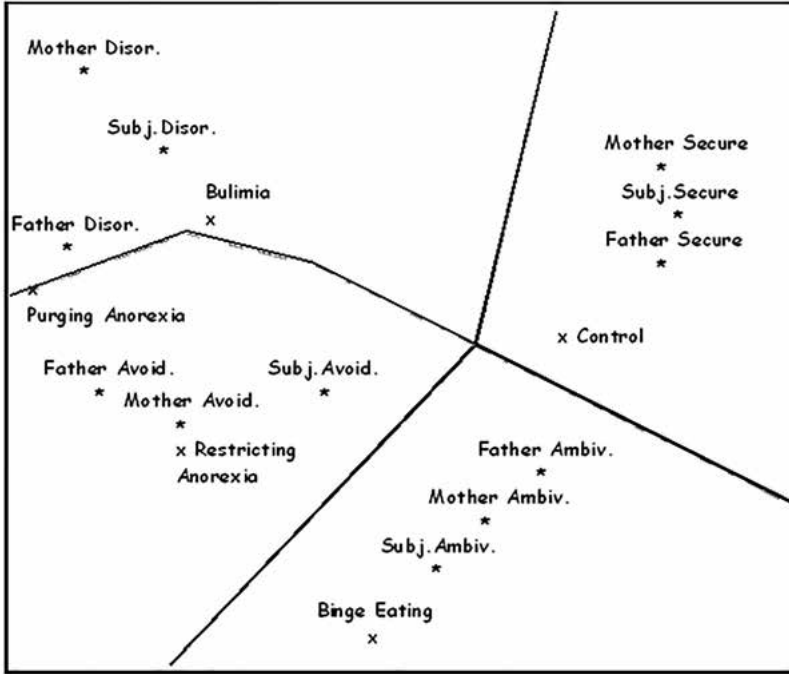 Mother Disor.
*
Subj.Disor.
*
Mother Secure
*
Subj.Secure
*
Bulimia
x
Father Disor.
*
Father Secure
*
x
Purging Anorexia
x Control
Father Avoid.
*
Subj.Avoid.
*
Mother Avoid.
*
x Restricting
Anorexia
Father Ambiv.
*
Mother Ambiv.
*
Subj.Ambiv.
*
Binge Eating
x